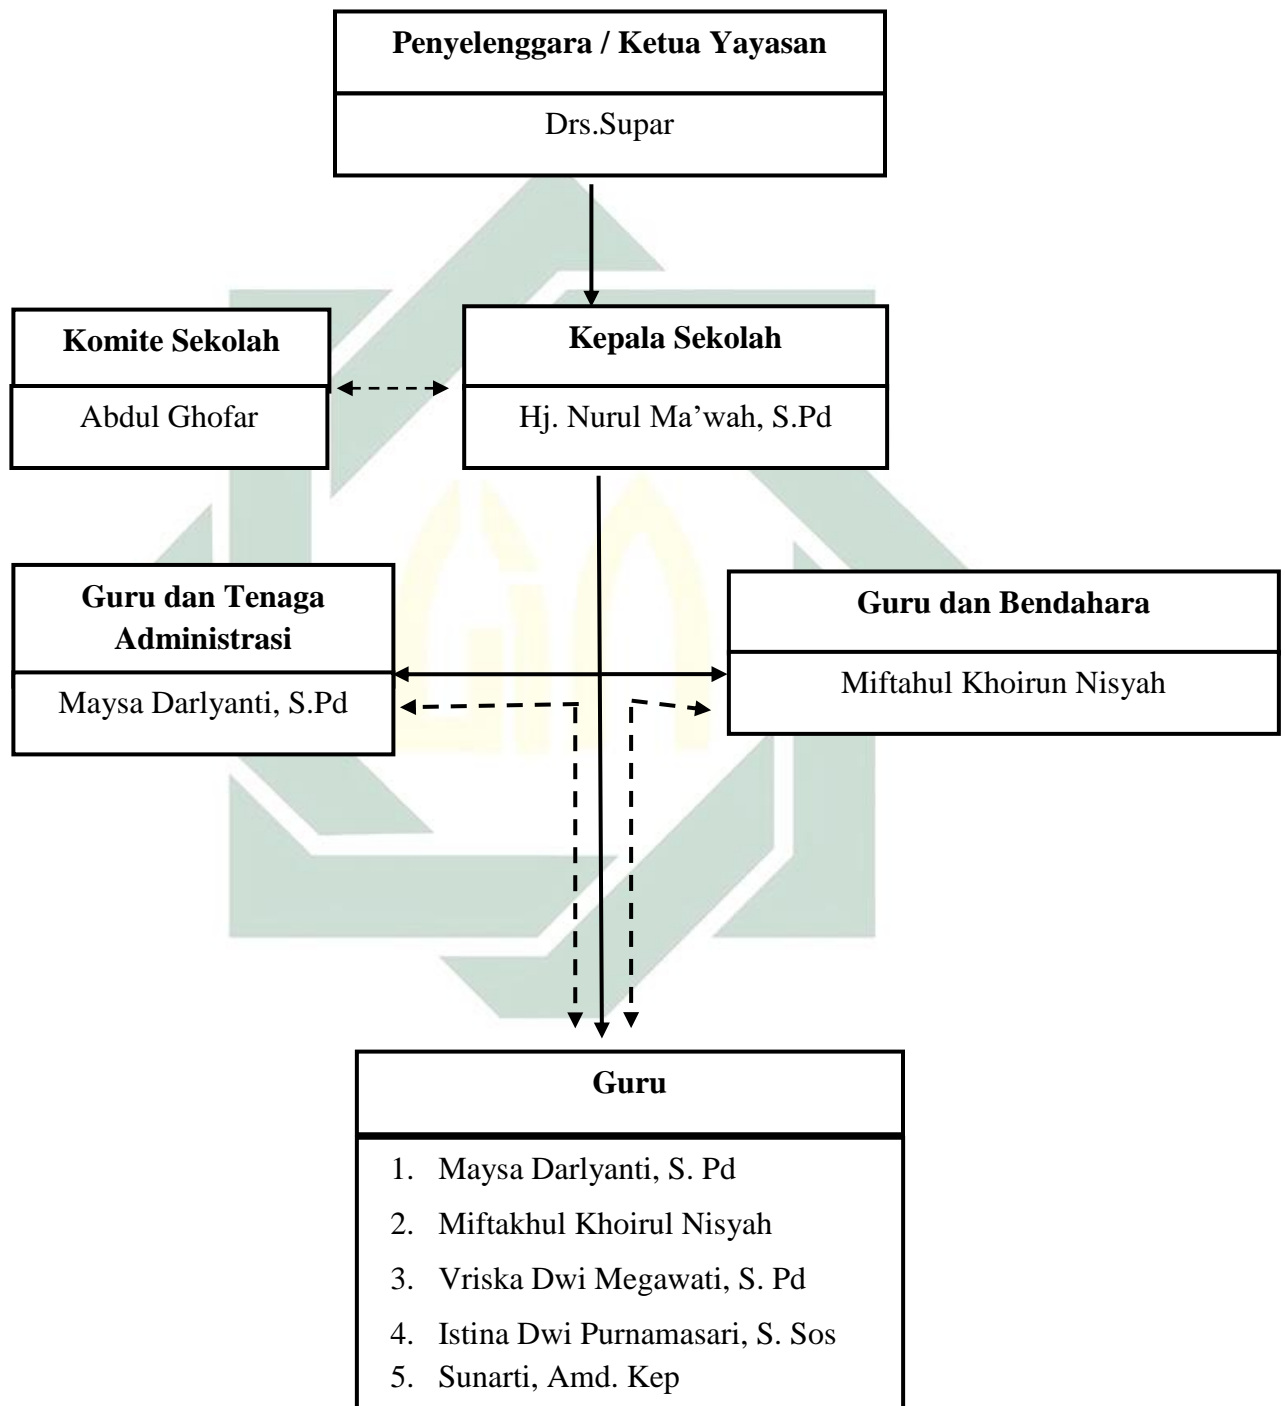 Penyelenggara / Ketua Yayasan
Drs.Supar
Komite Sekolah
Abdul Ghofar
Kepala Sekolah
Hj. Nurul Ma’wah, S.Pd
Guru dan Tenaga
Administrasi
Maysa Darlyanti, S.Pd
Guru dan Bendahara
Miftahul Khoirun Nisyah
Guru
1. Maysa Darlyanti, S. Pd
2. Miftakhul Khoirul Nisyah
3. Vriska Dwi Megawati, S. Pd
4. Istina Dwi Purnamasari, S. Sos
5. Sunarti, Amd. Kep